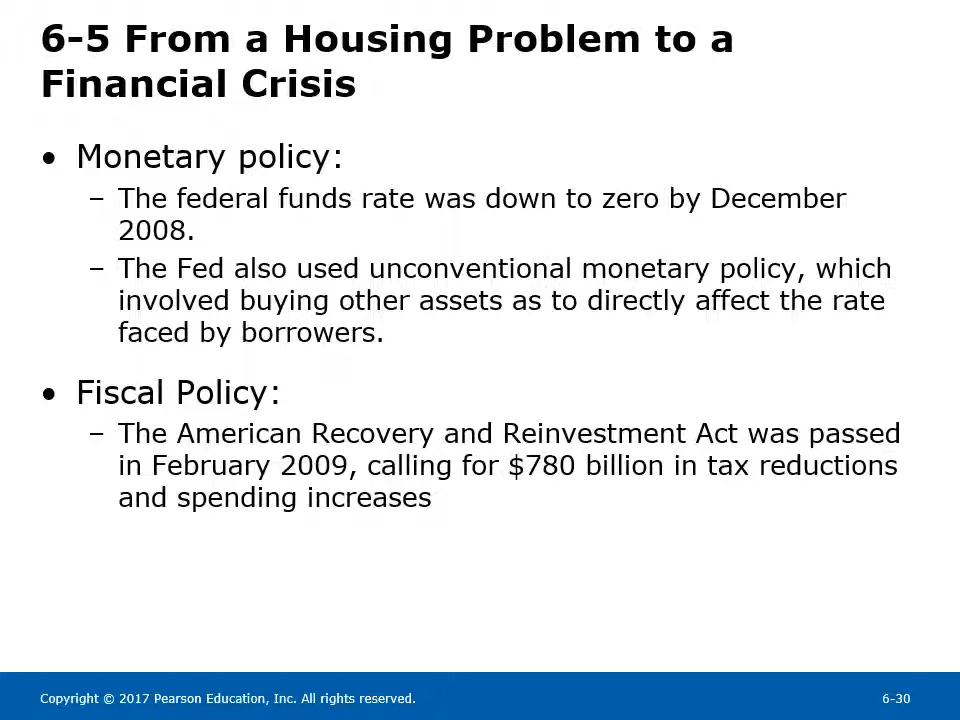 6-5 From a Housing Problem to a
Financial Crisis
• Monetary policy:
– The federal funds rate was down to zero by December
2008.
– The Fed also used unconventional monetary policy, which
involved buying other assets as to directly affect the rate
faced by borrowers.
• Fiscal Policy:
– The American Recovery and Reinvestment Act was passed
in February 2009, calling for $780 billion in tax reductions
and spending increases
Copyright © 2017 Pearson Education, Inc. All rights reserved.
6-30